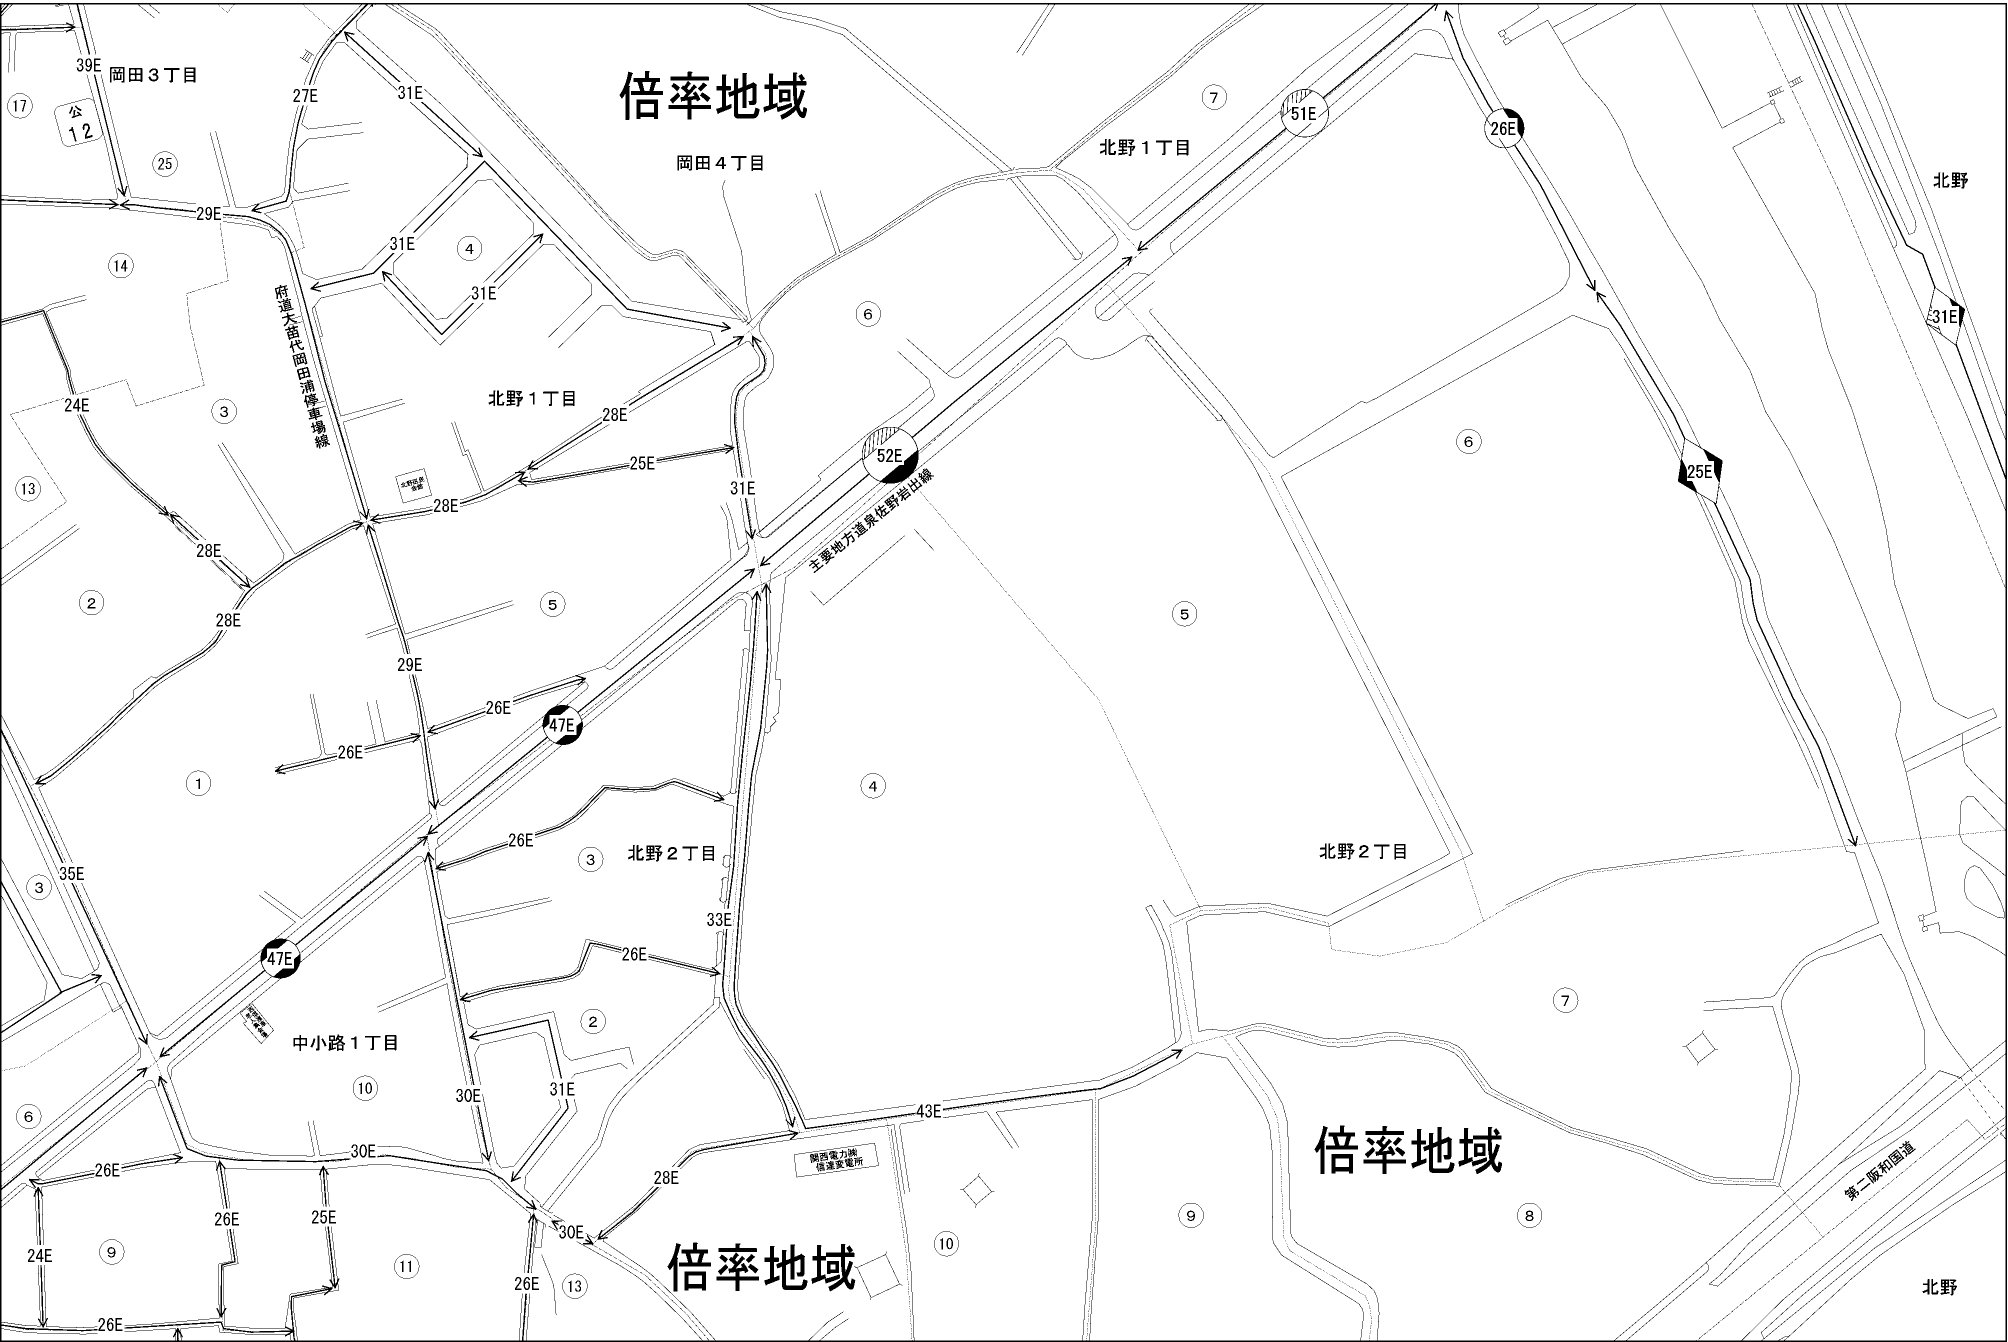 39E
岡田３丁目
倍率地域
31E
27E
17
公
12
7
51E
26E
岡田４丁目
北野１丁目
25
北野
29E
31E
4
14
31E
6
31E
府道大苗代岡田浦停車場線
24E
3
北野１丁目
28E
6
52E
25E
25E
13
北野区民
会館
31E
28E
主要地方道泉佐野岩出線
28E
2
5
5
28E
29E
26E
47E
26E
1
4
26E
北野２丁目
3
北野２丁目
35E
3
33E
47E
26E
7
2
中小路１丁目
10
30E
31E
6
43E
倍率地域
30E
関西電力㈱
信達変電所
26E
28E
第二阪和国道
26E
25E
30E
9
8
24E
9
10
11
倍率地域
26E
13
北野
26E